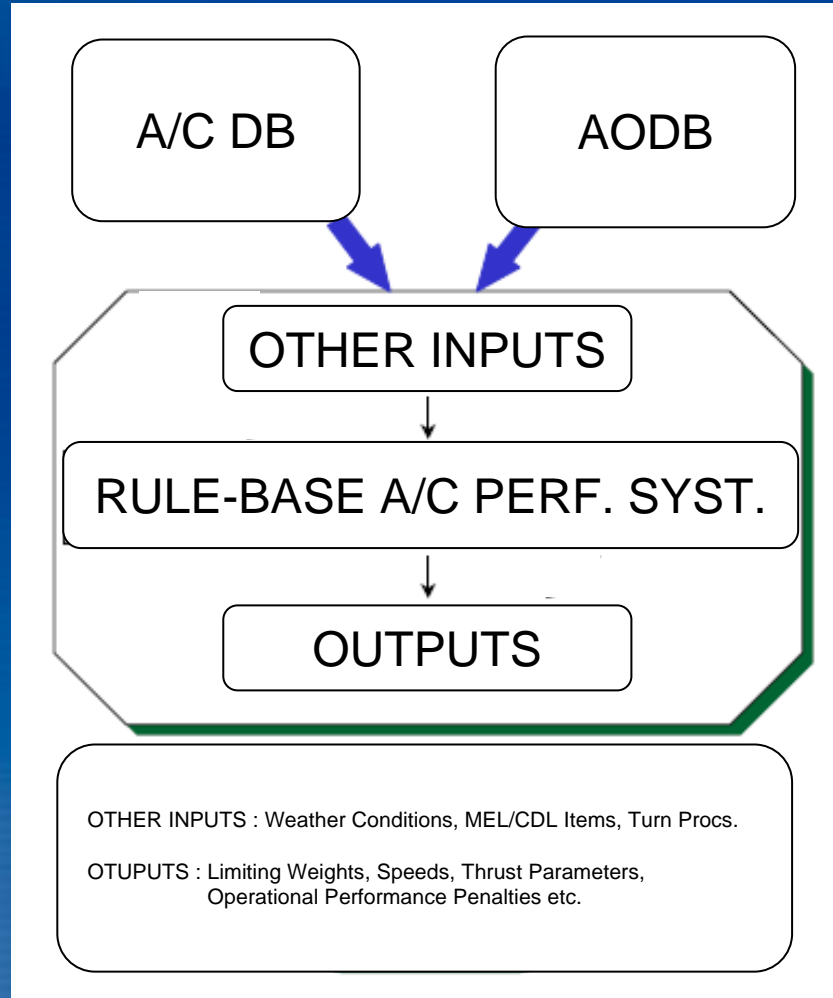 A/C DB
AODB
OTHER INPUTS
RULE-BASE A/C PERF. SYST.
OUTPUTS
OTHER INPUTS : Weather Conditions, MEL/CDL Items, Turn Procs.
OTUPUTS : Limiting Weights, Speeds, Thrust Parameters,
Operational Performance Penalties etc.